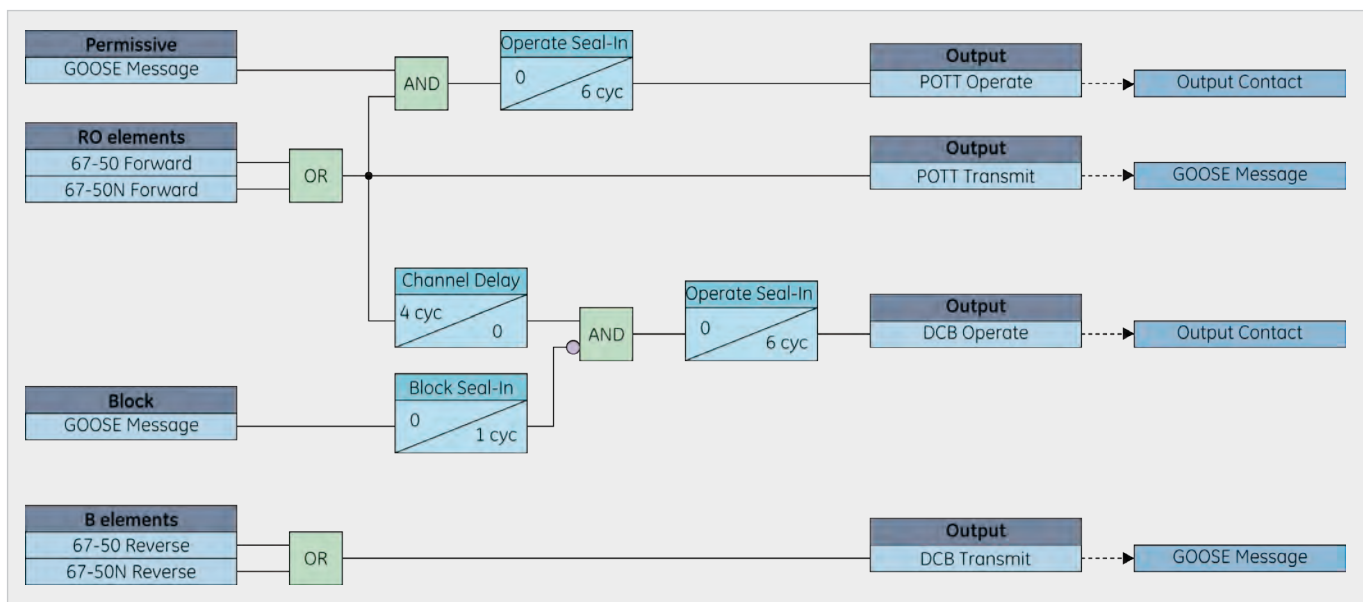 Permissive
GOOSE Message
AND
Operate Seal-In
0
6 cyc
Output
POTT Operate
Output Contact
RO elements
67-50 Forward
67-50N Forward
OR
Output
POTT Transmit
GOOSE Message
Channel Delay
4 cyc
0
AND
Operate Seal-In
0
6 cyc
Output
DCB Operate
Output Contact
Block
GOOSE Message
Block Seal-In
0
1 cyc
B elements
67-50 Reverse
67-50N Reverse
OR
Output
DCB Transmit
GOOSE Message